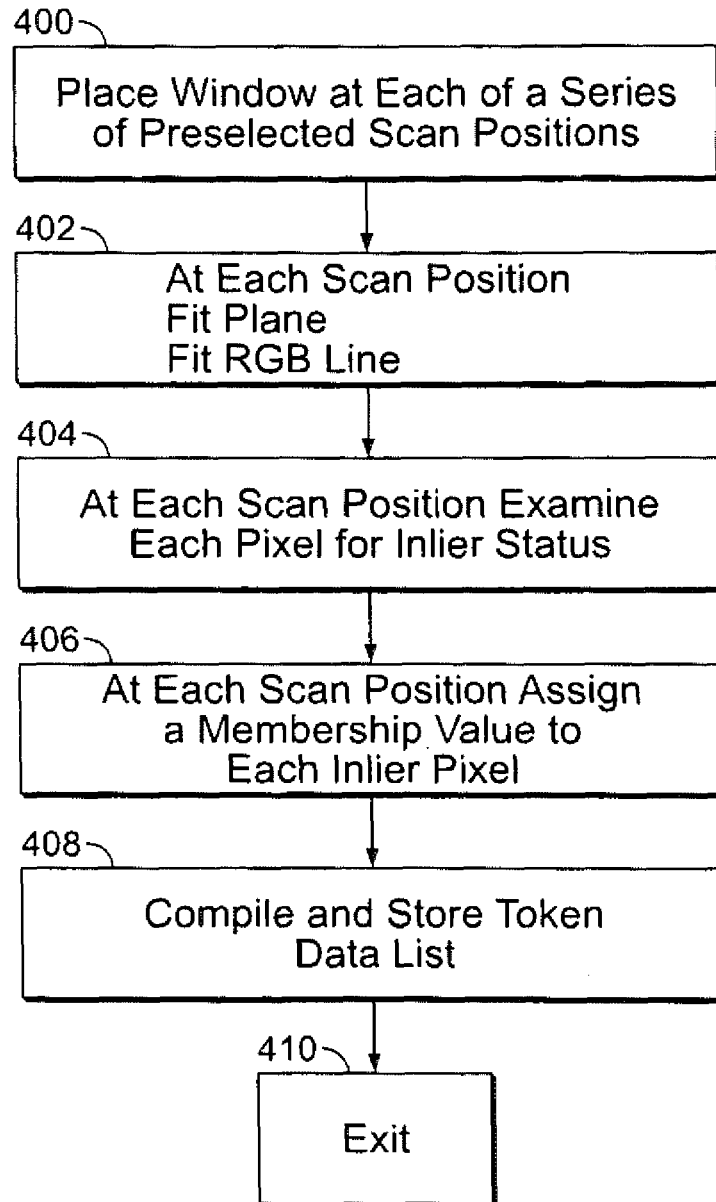 400
Place Window at Each of a Series
of Preselected Scan Positions
402
At Each Scan Position
Fit Plane
Fit RGB Line
404
At Each Scan Position Examine
Each Pixel for Inlier Status
406
At Each Scan Position Assign
a Membership Value to
Each Inlier Pixel
408
Compile and Store Token
Data List
410
Exit